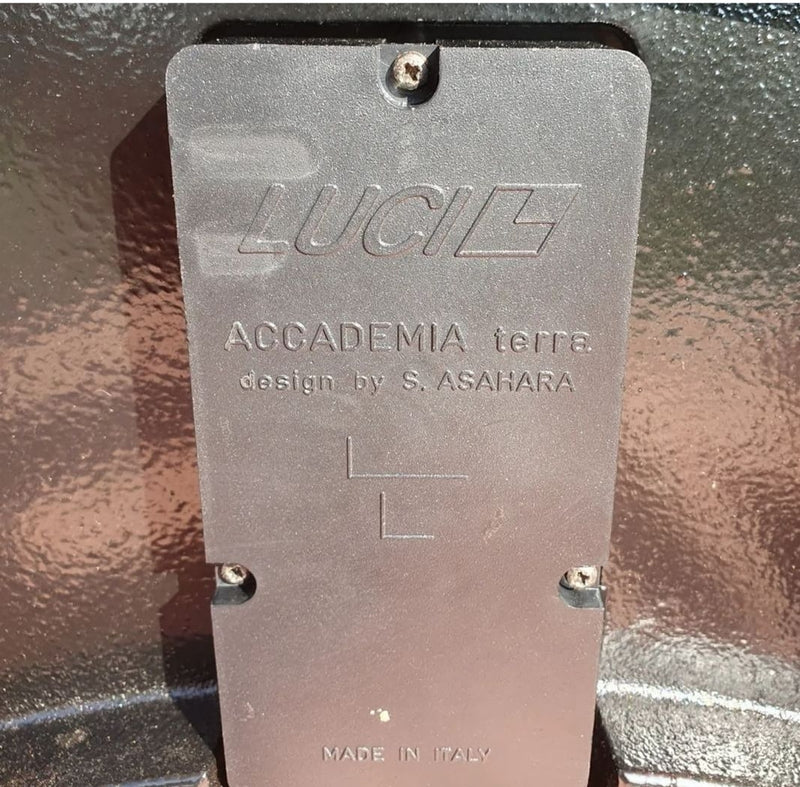 LUCI
ACCADEMIA terra
design by S. ASAHARA
MADE IN ITALY